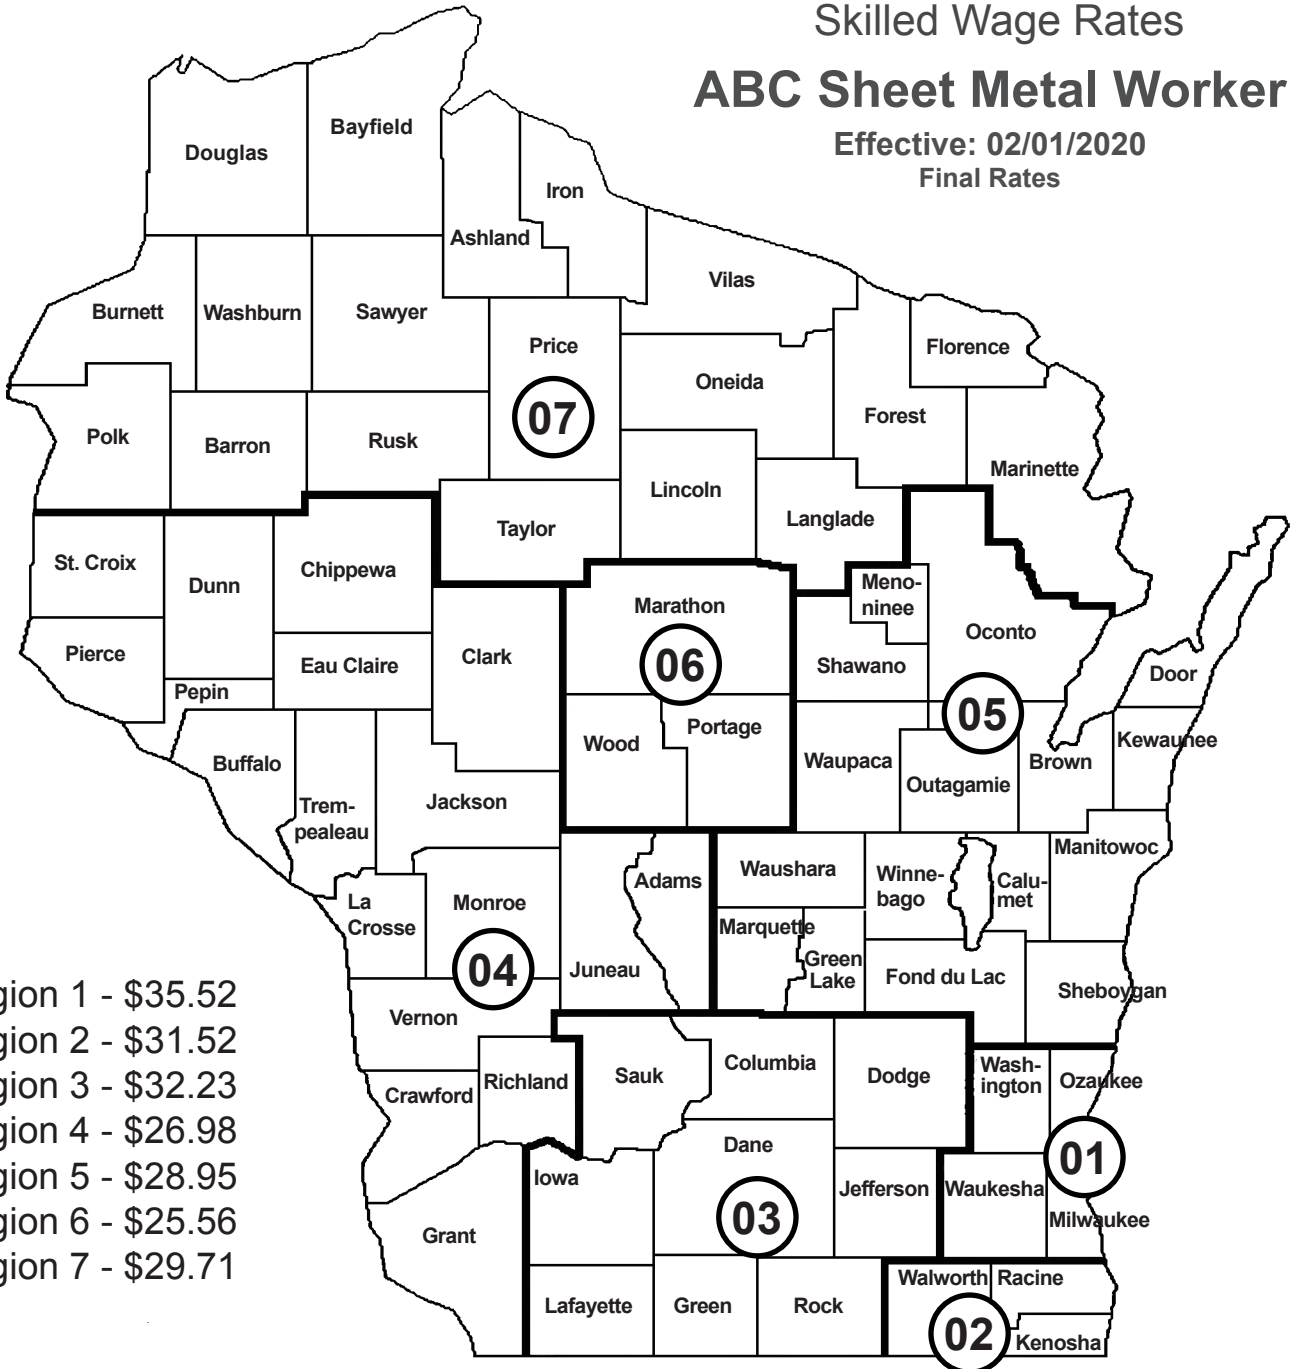 Skilled Wage Rates
ABC Sheet Metal Worker
Effective: 02/01/2020
Final Rates
Douglas
Bayfield
Iron
Ashland
Vilas
Burnett
Washburn
Sawyer
Price
Florence
Oneida
07
Forest
Polk
Barron
Rusk
Marinette
Lincoln
Langlade
Taylor
St. Croix
Dunn
Chippewa
Meno-
ninee
Marathon
Oconto
Pierce
Eau Claire
Clark
06
Shawano
Door
Pepin
05
Wood
Portage
Kewaunee
Buffalo
Waupaca
Brown
Outagamie
Trem-
pealeau
Jackson
Manitowoc
Waushara
Winne-
bago
Calu-
met
Adams
La
Crosse
Monroe
Marquette
Green
Lake
04
Juneau
Fond du Lac
Sheboygan
Vernon
Columbia
Wash-
ington
Ozaukee
Sauk
Dodge
Richland
Crawford
Dane
01
Iowa
Jefferson
Waukesha
03
Milwaukee
Grant
Walworth
Racine
Lafayette
Green
Rock
02
Kenosha
gion 1 - $35.52
gion 2 - $31.52
gion 3 - $32.23
gion 4 - $26.98
gion 5 - $28.95
gion 6 - $25.56
gion 7 - $29.71